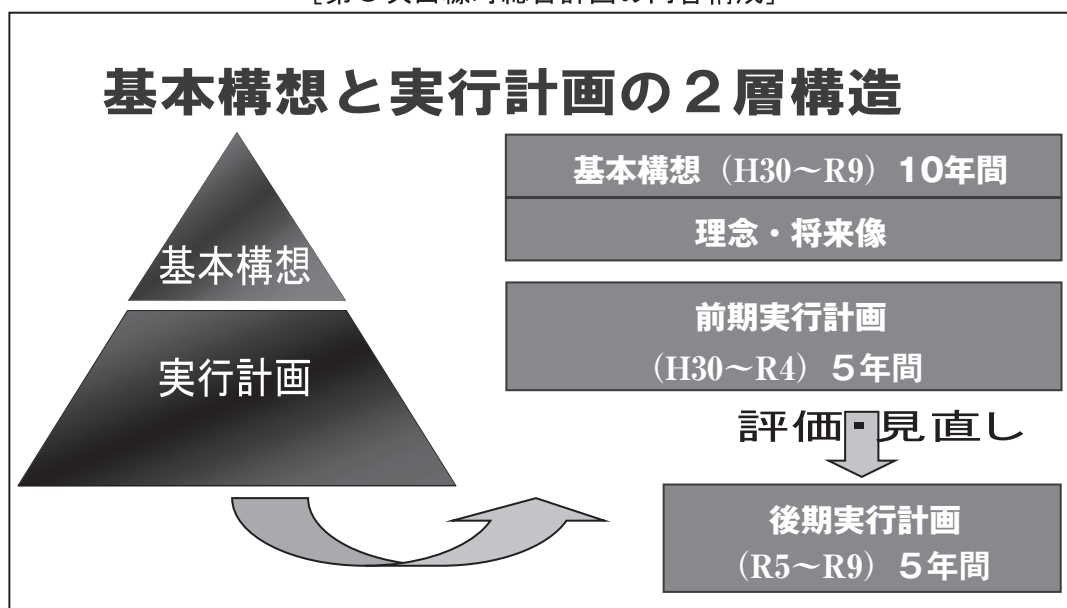 基本構想と実行計画の2層構造
基本構想
実行計画
基本構想（H30～R9）10年間
理念・将来像
前期実行計画
（H30～R4）5年間
評価・見直し
後期実行計画
（R5～R9）5年間